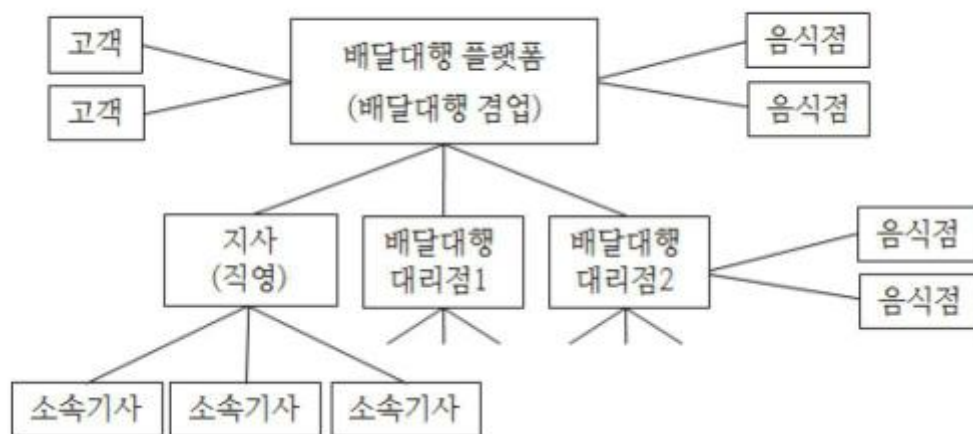 고객
고객
배달대행 플랫폼
(배달대행 겸업)
음식점
음식점
지사
(직영)
배달대행
대리점1
배달대행
대리점2
음식점
음식점
소속기사
소속기사
소속기사